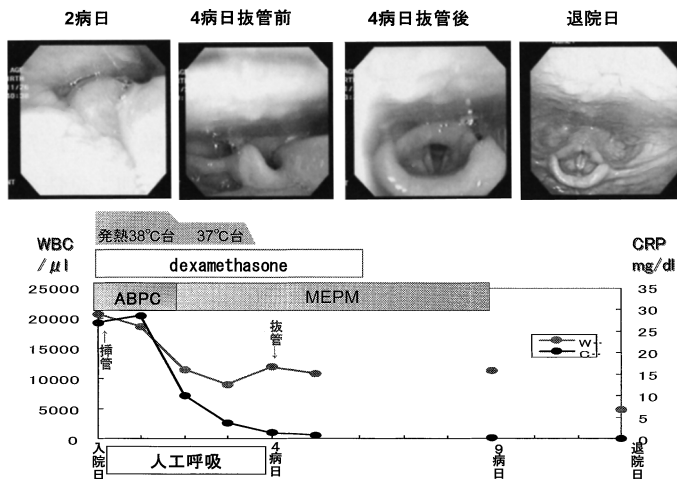 2病日
4病日抜管前
4病日抜管後
退院日
発熱38℃台
37℃台
WBC
/μl
dexamethasone
CRP
mg/dl
ABPC
MEPM
25000
20000
15000
10000
5000
0
35
30
25
20
15
10
5
0
←挿管
抜管→
W--
C--
入院日
人工呼吸
4病日
9病日
退院日